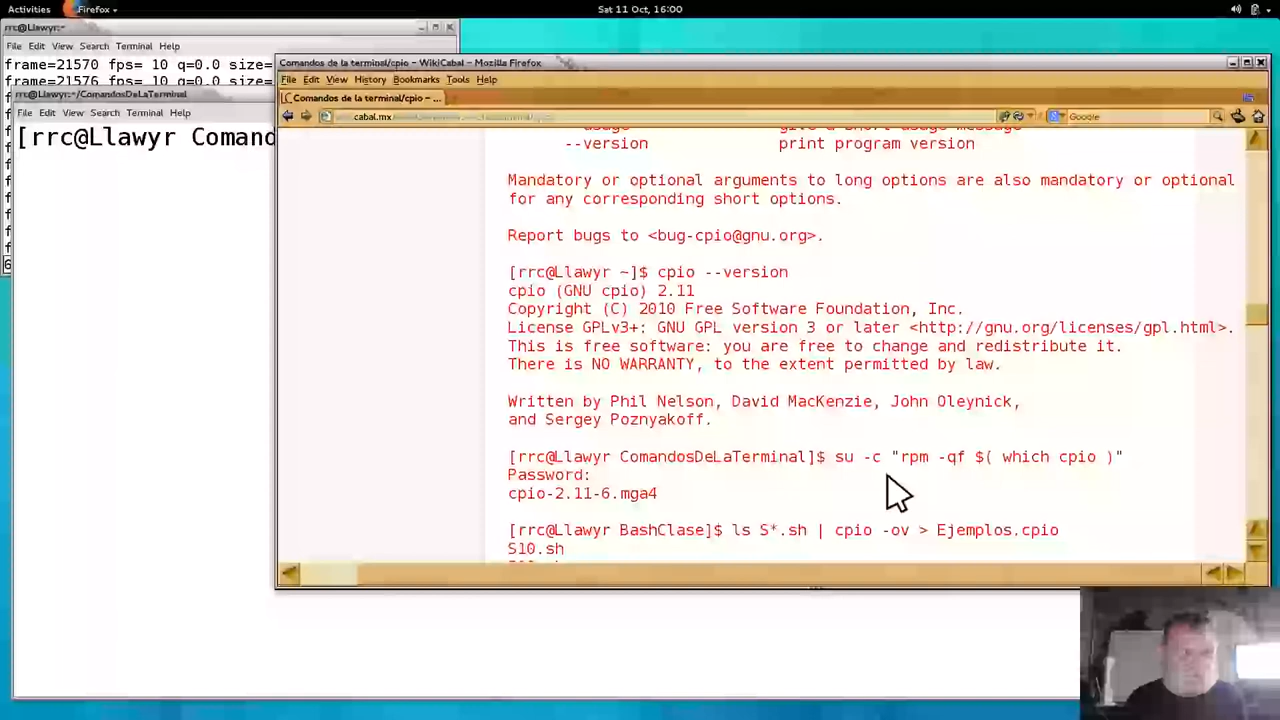 Activities Firefox Sat 11 Oct, 16:00
rrc@Llawyr:~
File Edit View Search Terminal Help
frame=21570 fps= 10 q=0.0 size=
frame=21576 fps= 10 q=0.0 size=
rrc@Llawyr:~/ComandosDeLaTerminal
File Edit View Search Terminal Help
[rrc@Llawyr Comand
Comandos de la terminal/cpio – WikiCabal – Mozilla Firefox
File Edit View History Bookmarks Tools Help
Comandos de la terminal/cpio – ...
cabal.mx
Google
usage give a short usage message
--version print program version
Mandatory or optional arguments to long options are also mandatory or optional
for any corresponding short options.
Report bugs to <bug-cpio@gnu.org>.
[rrc@Llawyr ~]$ cpio --version
cpio (GNU cpio) 2.11
Copyright (C) 2010 Free Software Foundation, Inc.
License GPLv3+: GNU GPL version 3 or later <http://gnu.org/licenses/gpl.html>.
This is free software: you are free to change and redistribute it.
There is NO WARRANTY, to the extent permitted by law.
Written by Phil Nelson, David MacKenzie, John Oleynick,
and Sergey Poznyakoff.
[rrc@Llawyr ComandosDeLaTerminal]$ su -c "rpm -qf $( which cpio )"
Password:
cpio-2.11-6.mga4
[rrc@Llawyr BashClase]$ ls S*.sh | cpio -ov > Ejemplos.cpio
S10.sh